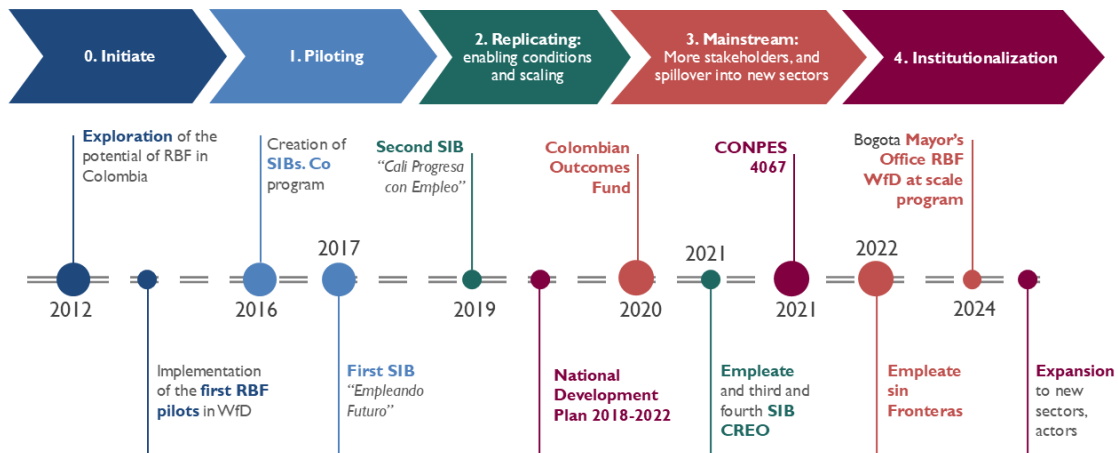 0. Initiate
1. Piloting
2. Replicating:
enabling conditions
and scaling
3. Mainstream:
More stakeholders, and
spillover into new sectors
4. Institutionalization
Exploration of the
potential of RBF in
Colombia
Creation of
SIBs. Co
program
Second SIB
“Cali Progresa
con Empleo”
Colombian
Outcomes
Fund
CONPES
4067
Bogota Mayor’s
Office RBF
WfD at scale
program
2012
2016
2017
2019
2020
2021
2021
2022
2024
Implementation
of the first RBF
pilots in WfD
First SIB
“Empleando
Futuro”
National
Development
Plan 2018-2022
Empleate
and third and
fourth SIB
CREO
Empleate
sin
Fronteras
Expansion
to new
sectors,
actors